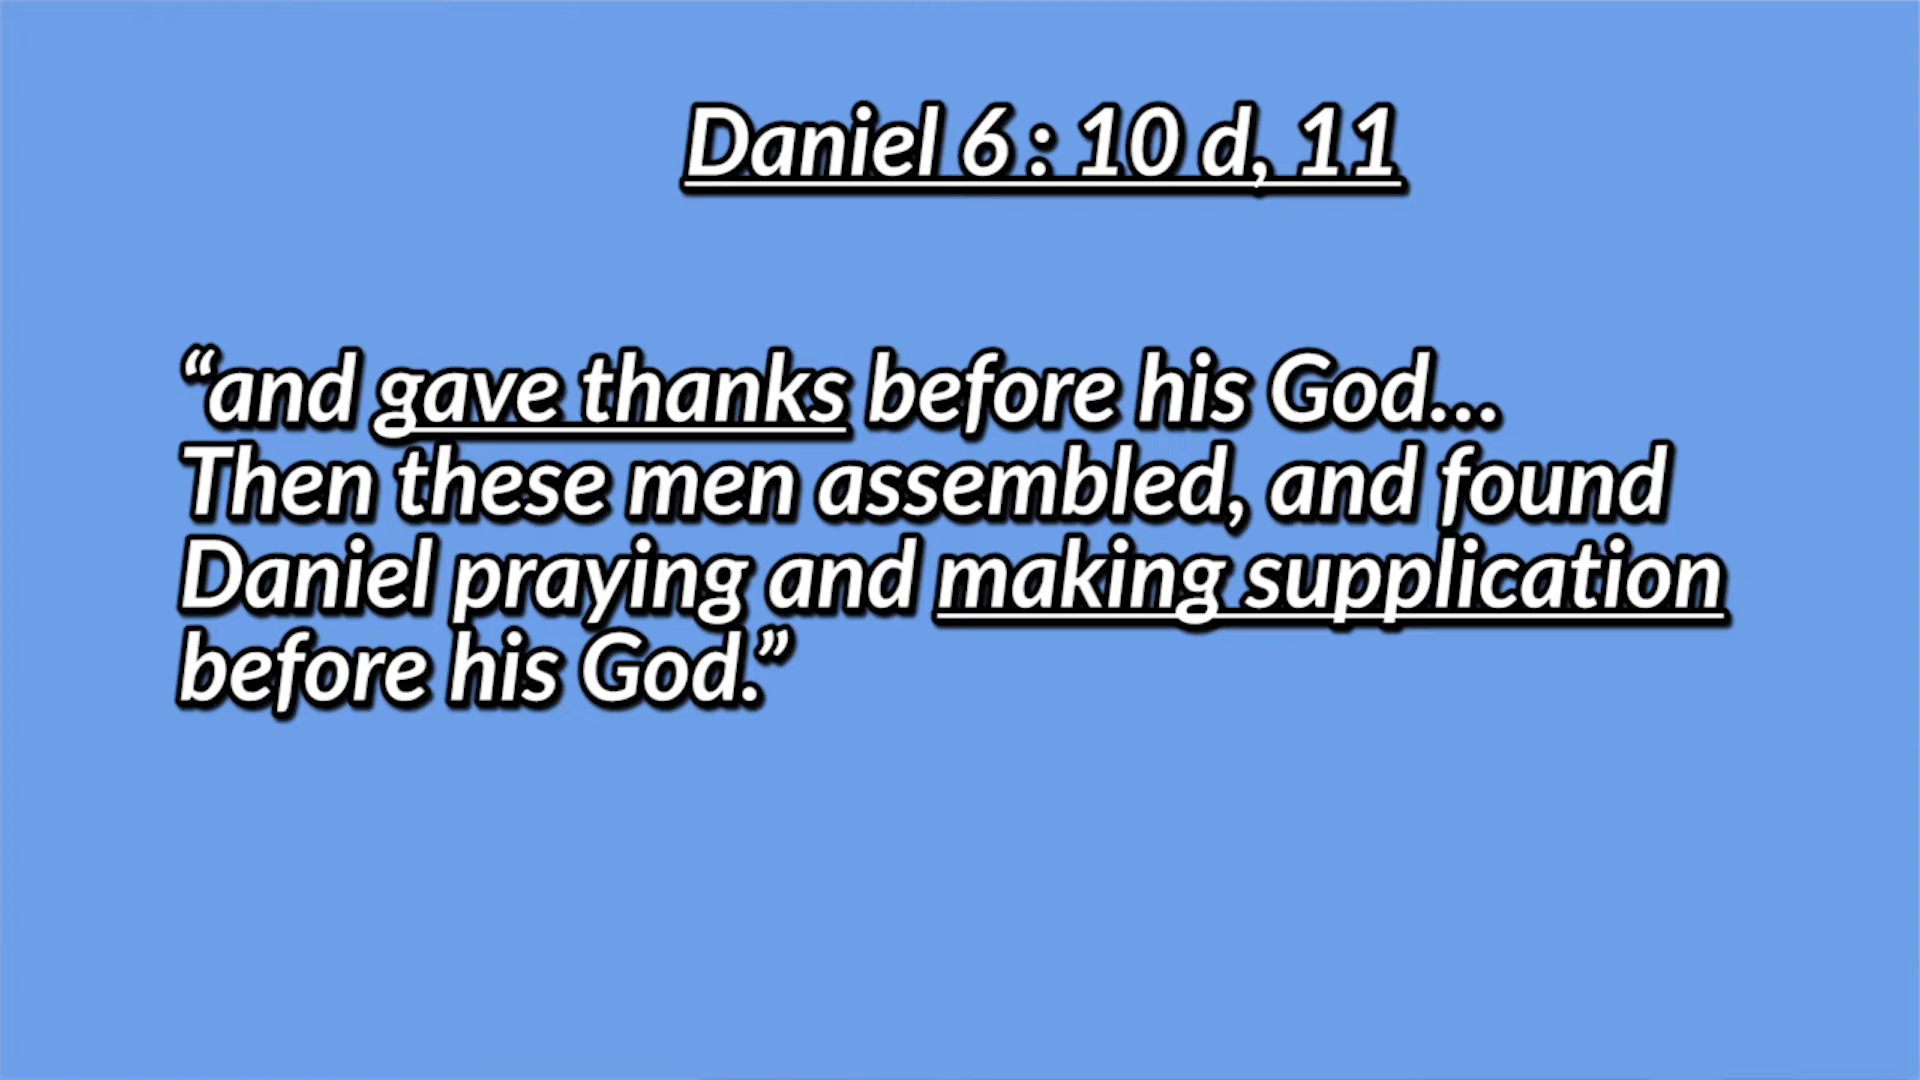 Daniel 6 : 10 d, 11
“and gave thanks before his God...
Then these men assembled, and found
Daniel praying and making supplication
before his God.”